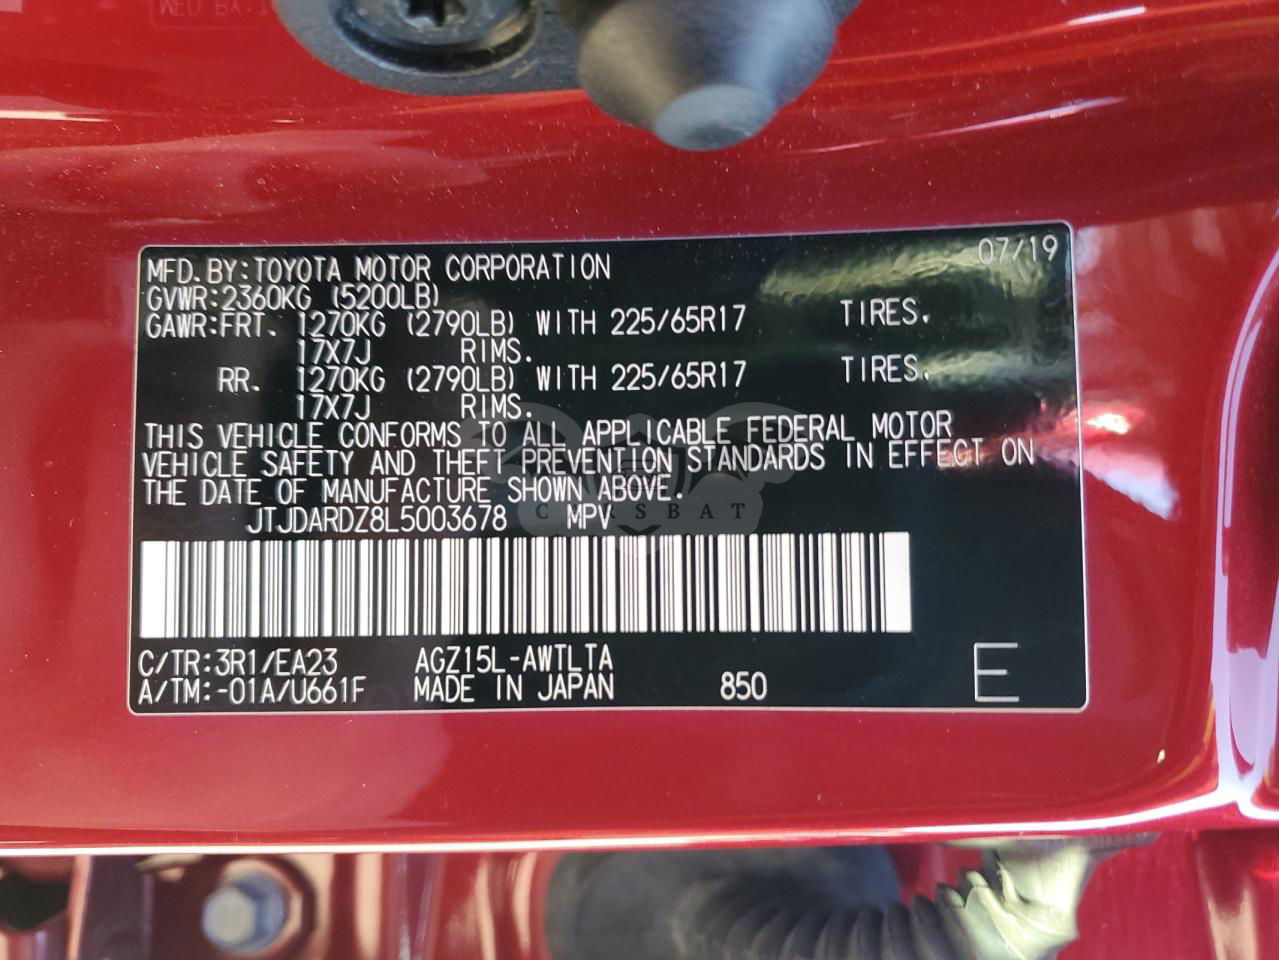 07/19
MFD.BY:TOYOTA MOTOR CORPORATION
GVWR:2360KG (5200LB)
GAWR:FRT. 1270KG (2790LB) WITH 225/65R17 TIRES.
17X7J RIMS.
RR. 1270KG (2790LB) WITH 225/65R17 TIRES.
17X7J RIMS.
THIS VEHICLE CONFORMS TO ALL APPLICABLE FEDERAL MOTOR
VEHICLE SAFETY AND THEFT PREVENTION STANDARDS IN EFFECT ON
THE DATE OF MANUFACTURE SHOWN ABOVE.
CARSBAT
JTJDARDZ8L5003678 MPV
C/TR:3R1/EA23 AGZ15L-AWTLTA
A/TM:-01A/U661F MADE IN JAPAN 850 E